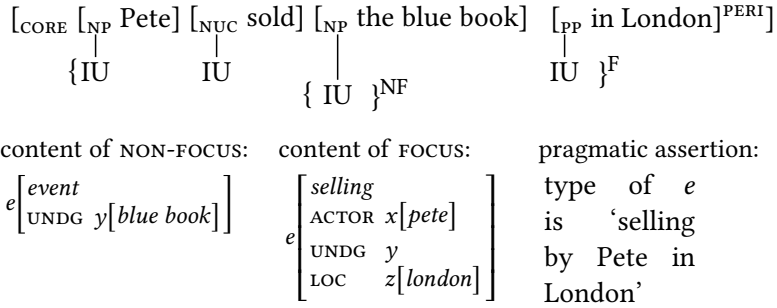 [CORE [NP Pete] [NUC sold] [NP the blue book] [PP in London]PERI]
{IU IU { IU }NF IU }F
content of NON-FOCUS: content of FOCUS: pragmatic assertion:
e[event
UNDG y[blue book]]
e[selling
ACTOR x[pete]
UNDG y
LOC z[london]]
type of e
is ‘selling
by Pete in
London’